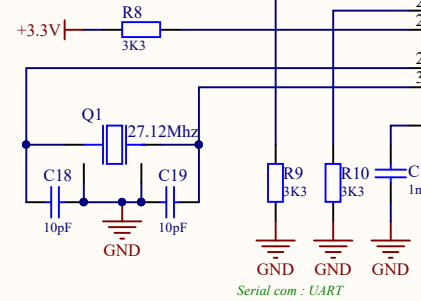 R8
+3.3V
3K3
Q1
27.12Mhz
C18
C19
10pF
10pF
R9
3K3
R10
3K3
GND
GND
GND
GND
Serial com : UART